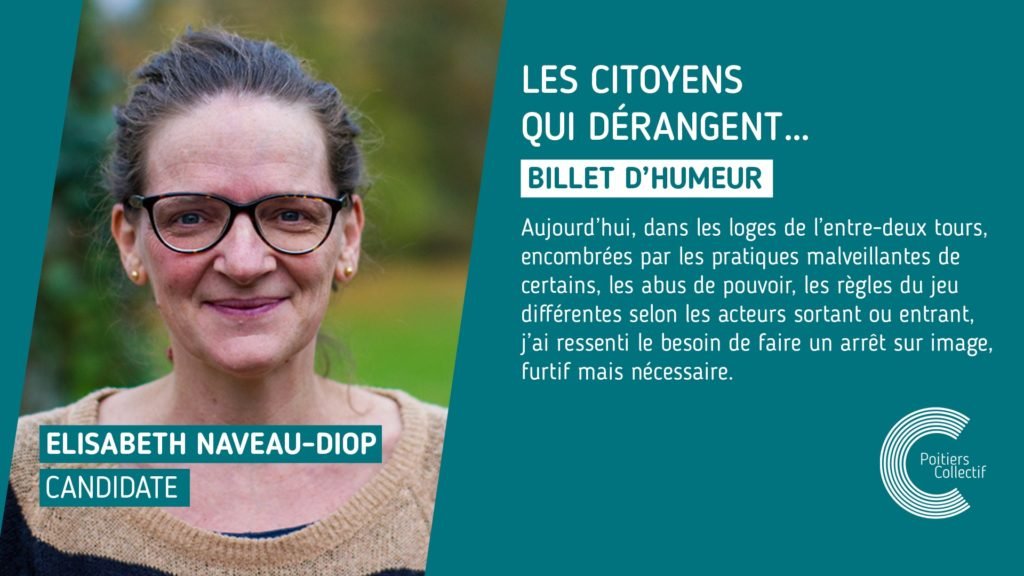 LES CITOYENS
QUI DÉRANGENT...
BILLET D'HUMEUR
Aujourd'hui, dans les loges de l'entre-deux tours,
encombrées par les pratiques malveillantes de
certains, les abus de pouvoir, les règles du jeu
différentes selon les acteurs sortant ou entrant,
j'ai ressenti le besoin de faire un arrêt sur image,
furtif mais nécessaire.
ELISABETH NAVEAU-DIOP
CANDIDATE
Poitiers
Collectif